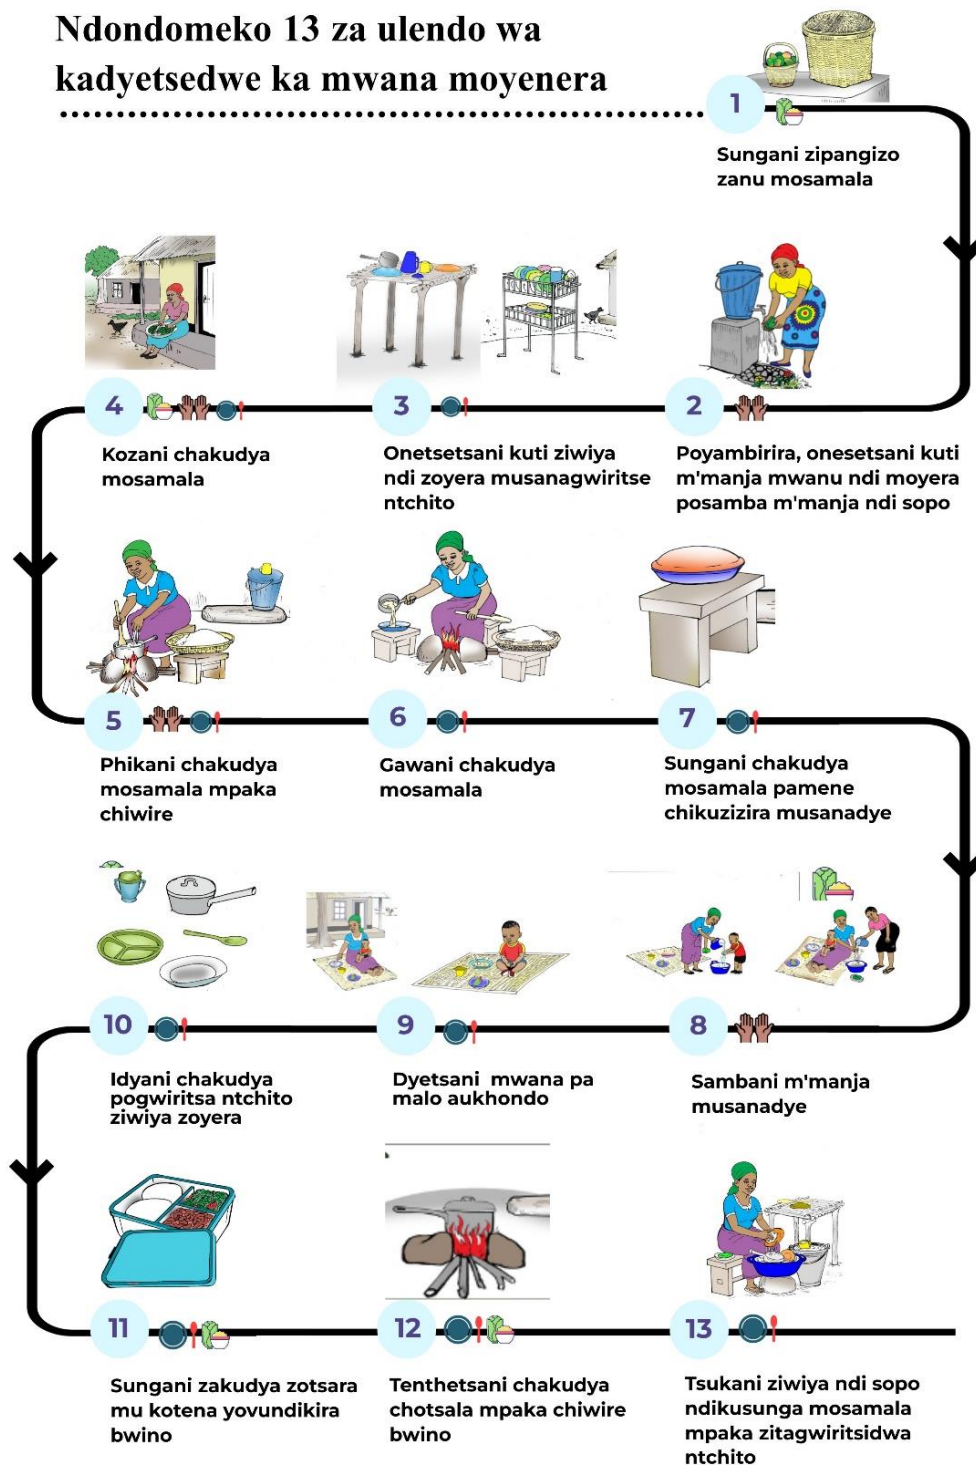 Ndondomeko 13 za ulendo wa
kadyetsedwe ka mwana moyenera
1
Sungani zipangizo
zanu mosamala
2
Poyambirira, onesetsani kuti
m'manja mwanu ndi moyera
posamba m'manja ndi sopo
3
Onetsetsani kuti ziwiya
ndi zoyera musanagwiritse
ntchito
4
Kozani chakudya
mosamala
5
Phikani chakudya
mosamala mpaka
chiwire
6
Gawani chakudya
mosamala
7
Sungani chakudya
mosamala pamene
chikuzizira musanadye
8
Sambani m'manja
musanadye
9
Dyetsani mwana pa
malo aukhondo
10
Idyani chakudya
pogwiritsa ntchito
ziwiya zoyera
11
Sungani zakudya zotsara
mu kotena yovundikira
bwino
12
Tenthetsani chakudya
chotsala mpaka chiwire
bwino
13
Tsukani ziwiya ndi sopo
ndikusunga mosamala
mpaka zitagwiritsidwa
ntchito